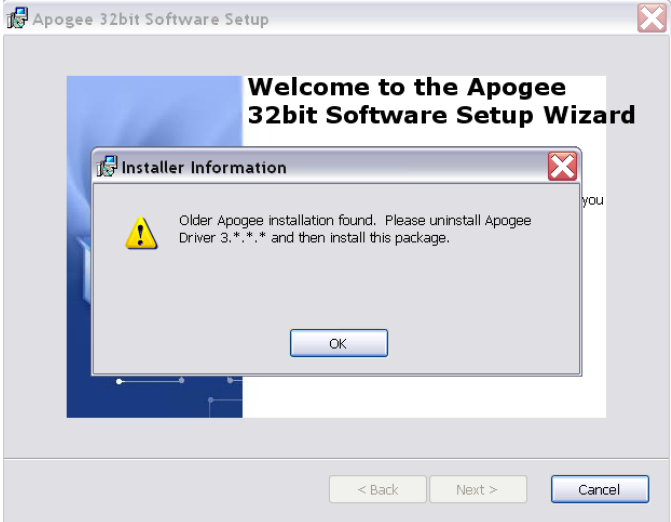 Apogee 32bit Software Setup
Welcome to the Apogee
32bit Software Setup Wizard
Installer Information
you
Older Apogee installation found.  Please uninstall Apogee
Driver 3.*.*.* and then install this package.
OK
< Back
Next >
Cancel